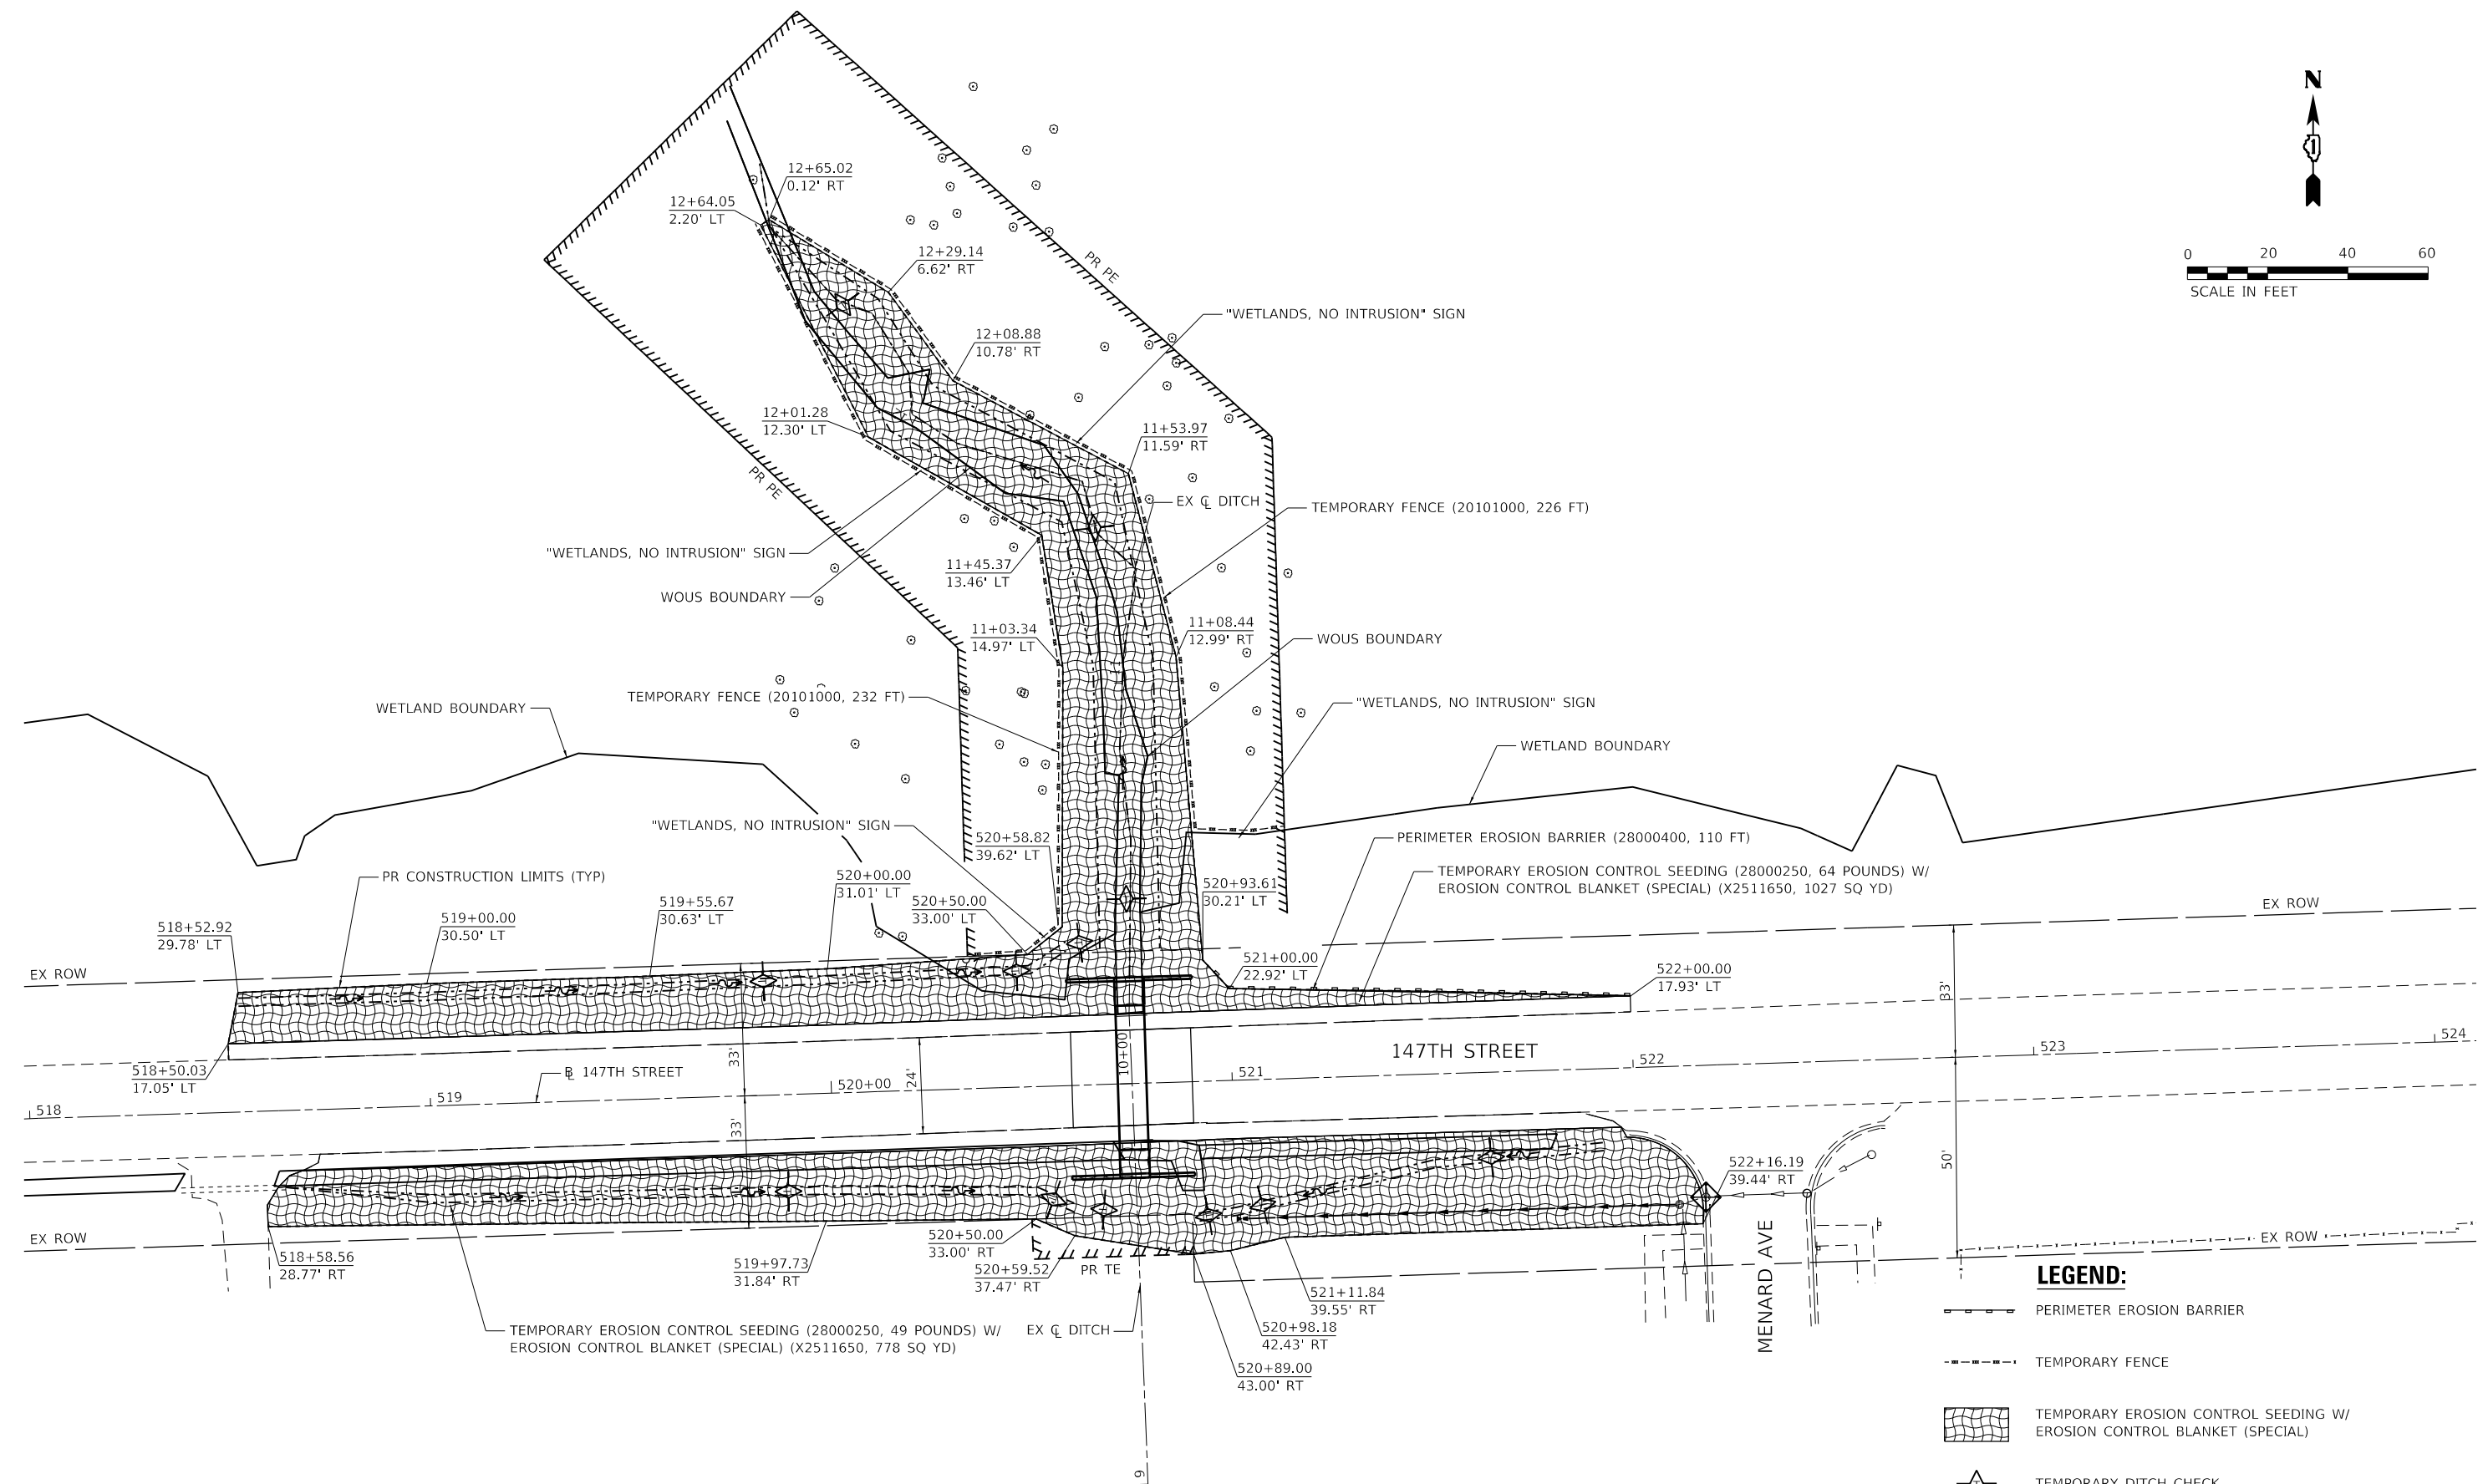 N
1
0 20 40 60
SCALE IN FEET
12+65.02
0.12' RT
12+64.05
2.20' LT
12+29.14
6.62' RT
PR PE
"WETLANDS, NO INTRUSION" SIGN
12+08.88
10.78' RT
12+01.28
12.30' LT
11+53.97
11.59' RT
PR PE
EX ℄ DITCH
TEMPORARY FENCE (20101000, 226 FT)
"WETLANDS, NO INTRUSION" SIGN
11+45.37
13.46' LT
WOUS BOUNDARY
11+03.34
14.97' LT
11+08.44
12.99' RT
WOUS BOUNDARY
TEMPORARY FENCE (20101000, 232 FT)
WETLAND BOUNDARY
"WETLANDS, NO INTRUSION" SIGN
WETLAND BOUNDARY
"WETLANDS, NO INTRUSION" SIGN
520+58.82
39.62' LT
PERIMETER EROSION BARRIER (28000400, 110 FT)
PR CONSTRUCTION LIMITS (TYP)
TEMPORARY EROSION CONTROL SEEDING (28000250, 64 POUNDS) W/
EROSION CONTROL BLANKET (SPECIAL) (X2511650, 1027 SQ YD)
520+00.00
31.01' LT
520+93.61
30.21' LT
519+55.67
30.63' LT
520+50.00
33.00' LT
519+00.00
30.50' LT
518+52.92
29.78' LT
EX ROW
EX ROW
521+00.00
22.92' LT
522+00.00
17.93' LT
33'
147TH STREET
518+50.03
17.05' LT
℄ 147TH STREET
33'
24'
10+00
518
519
520+00
521
522
523
524
33'
50'
522+16.19
39.44' RT
EX ROW
EX ROW
518+58.56
28.77' RT
519+97.73
31.84' RT
520+50.00
33.00' RT
520+59.52
37.47' RT
PR TE
521+11.84
39.55' RT
520+98.18
42.43' RT
520+89.00
43.00' RT
TEMPORARY EROSION CONTROL SEEDING (28000250, 49 POUNDS) W/
EROSION CONTROL BLANKET (SPECIAL) (X2511650, 778 SQ YD)
EX ℄ DITCH
MENARD AVE
9
LEGEND:
PERIMETER EROSION BARRIER
TEMPORARY FENCE
TEMPORARY EROSION CONTROL SEEDING W/
EROSION CONTROL BLANKET (SPECIAL)
TEMPORARY DITCH CHECK